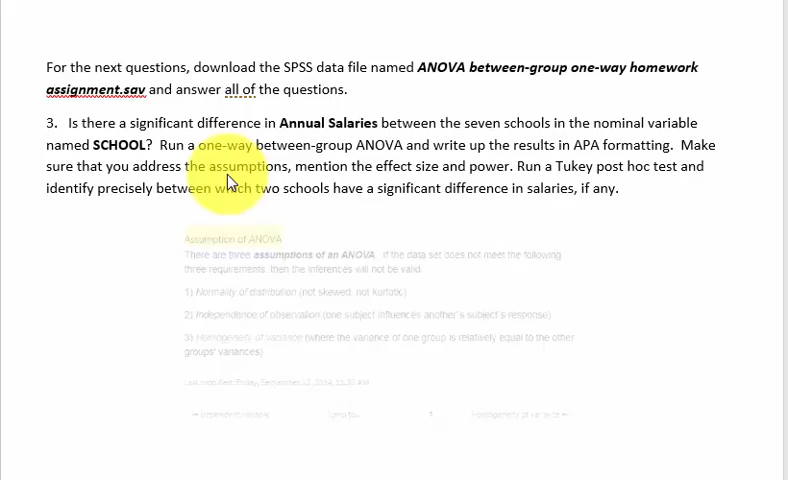 For the next questions, download the SPSS data file named ANOVA between-group one-way homework
assignment.sav and answer all of the questions.
3. Is there a significant difference in Annual Salaries between the seven schools in the nominal variable
named SCHOOL? Run a one-way between-group ANOVA and write up the results in APA formatting. Make
sure that you address the assumptions, mention the effect size and power. Run a Tukey post hoc test and
identify precisely between which two schools have a significant difference in salaries, if any.
Assumption of ANOVA
There are three assumptions of an ANOVA. If the data set does not meet the following
three requirements, then the inferences will not be valid.
1) Normality of distribution (not skewed, not kurtotic)
2) Independence of observation (one subject influences another's subject's response)
3) Homogeneity of variance (where the variance of one group is relatively equal to the other
groups' variances)
Friday, September
Jump to...
Homogeneity of variance